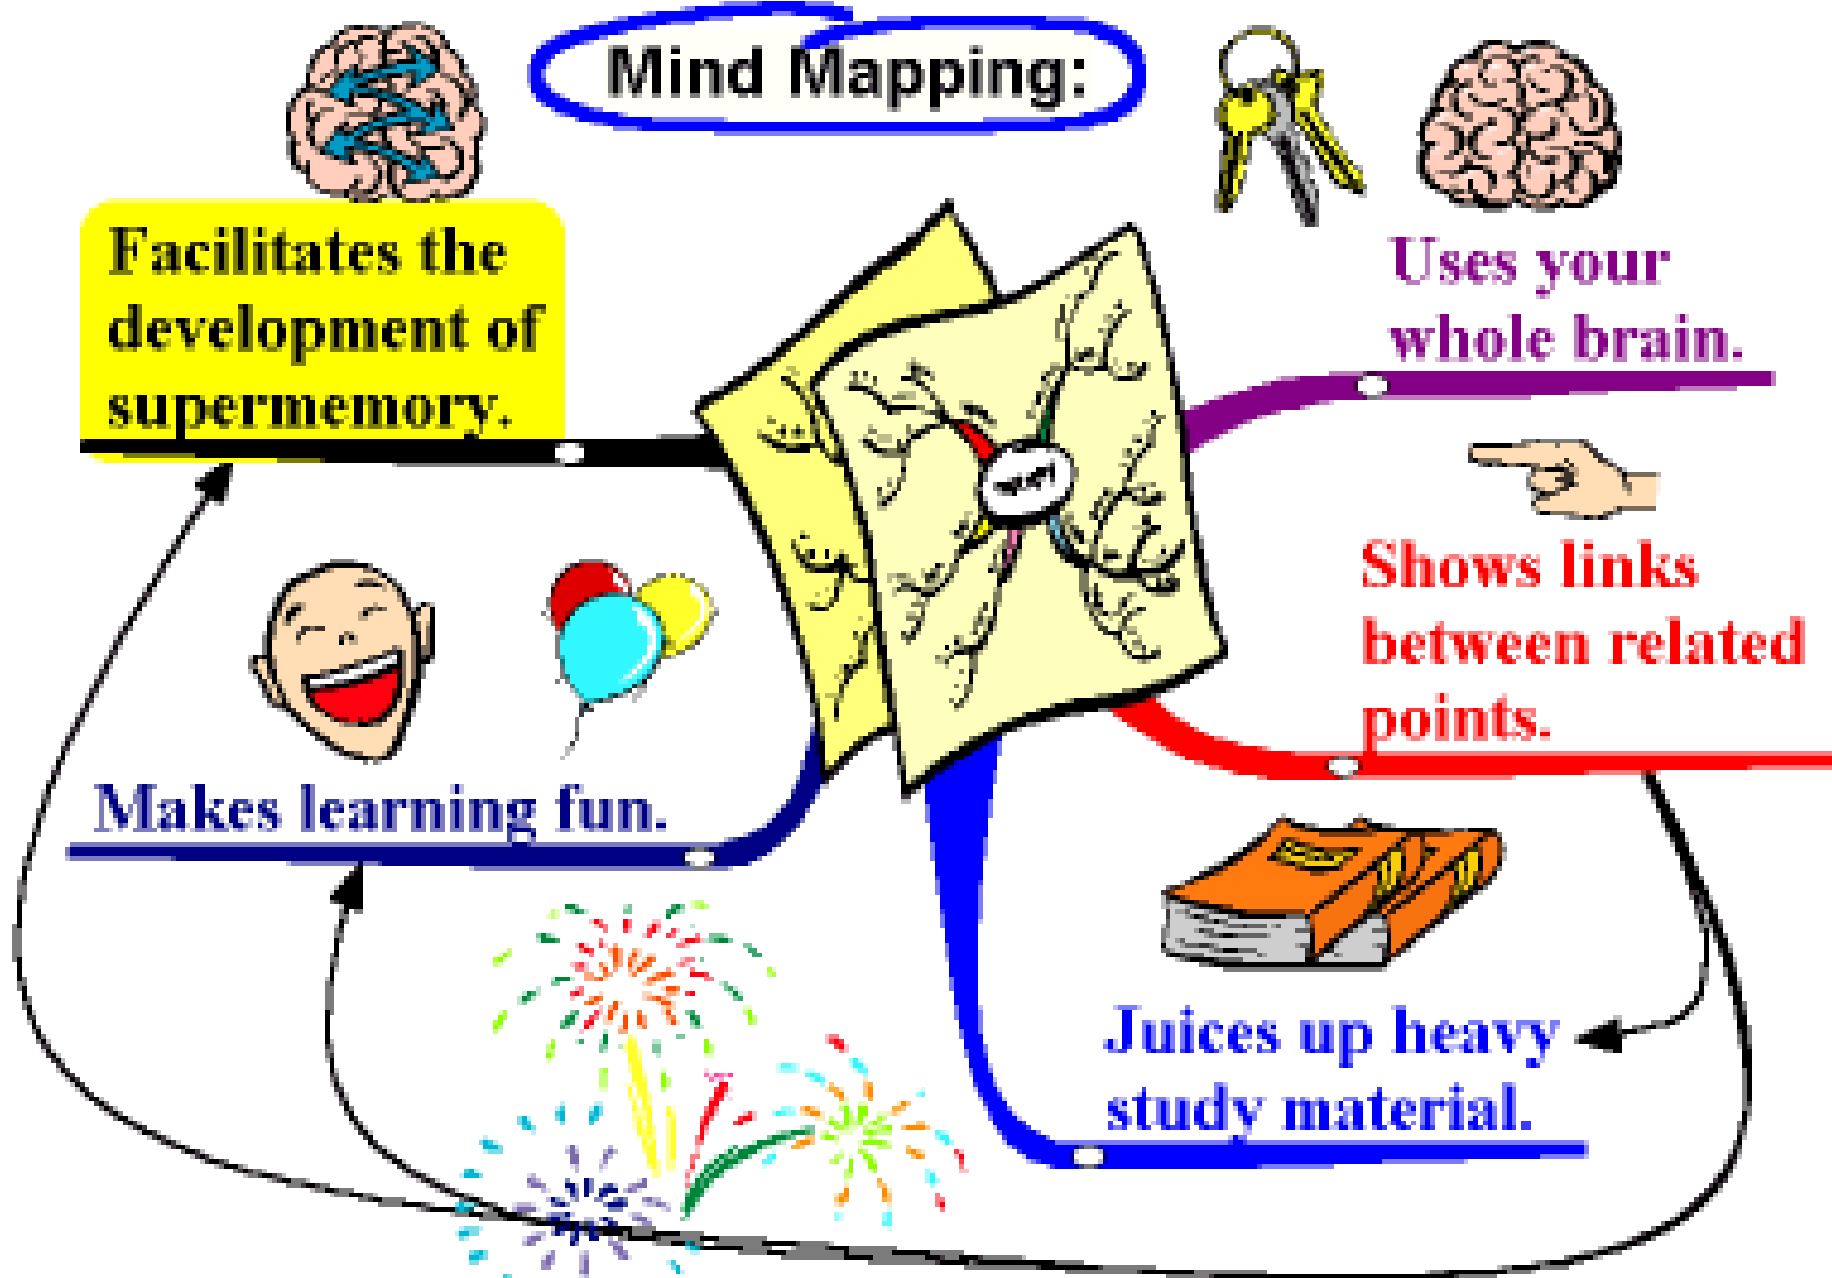 Mind Mapping:
Facilitates the
development of
supermemory.
Uses your
whole brain.
Shows links
between related
points.
Makes learning fun.
Juices up heavy
study material.